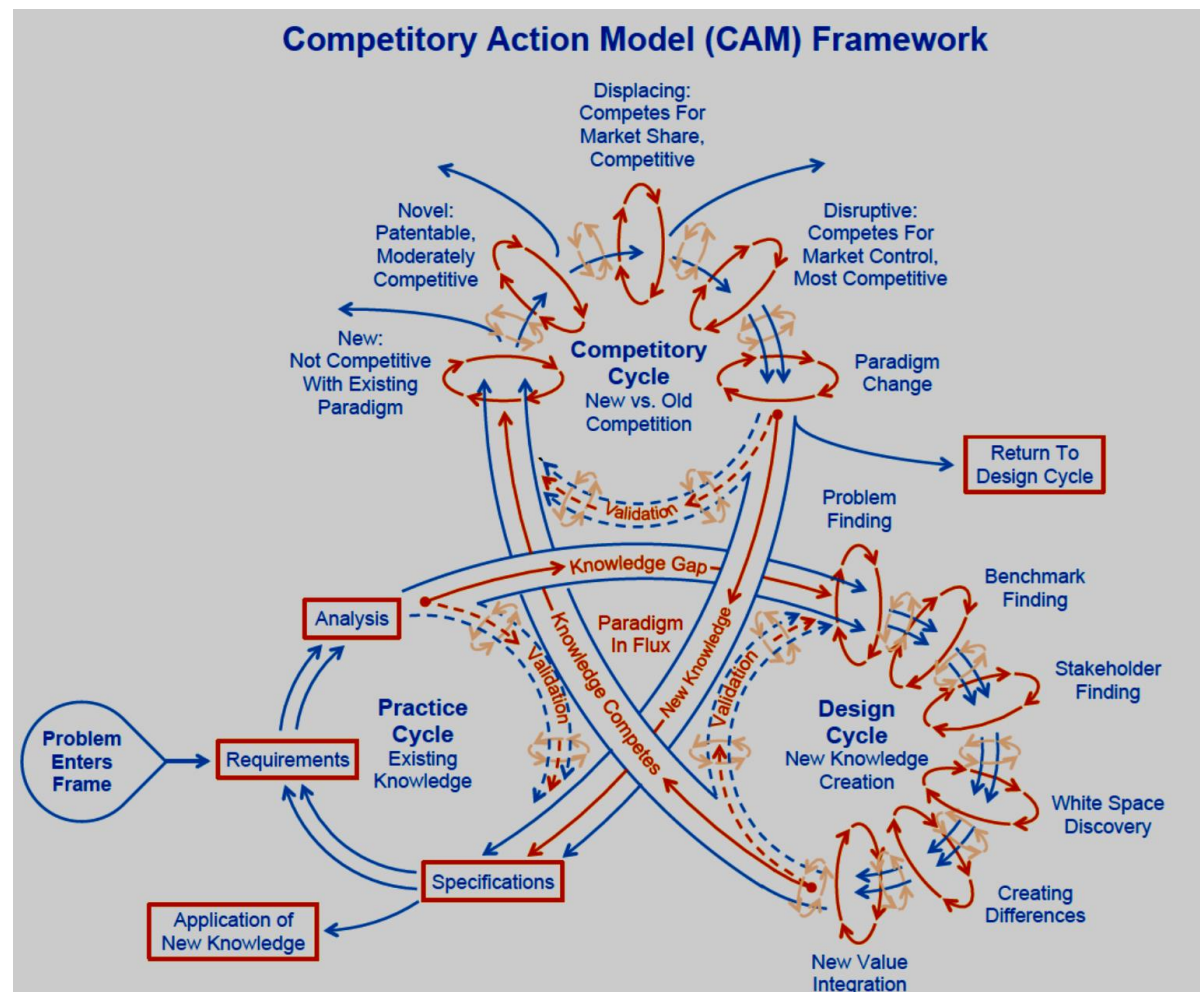 Competitory Action Model (CAM) Framework
Displacing:
Competes For
Market Share,
Competitive
Novel:
Patentable,
Moderately
Competitive
Disruptive:
Competes For
Market Control,
Most Competitive
New:
Not Competitive
With Existing
Paradigm
Competitory
Cycle
New vs. Old
Competition
Paradigm
Change
Return To
Design Cycle
Validation
Problem
Finding
Knowledge Gap
Benchmark
Finding
Analysis
Validation
Knowledge Competes
Paradigm
In Flux
New Knowledge
Validation
Stakeholder
Finding
Problem
Enters
Frame
Requirements
Practice
Cycle
Existing
Knowledge
Design
Cycle
New Knowledge
Creation
White Space
Discovery
Specifications
Creating
Differences
Application of
New Knowledge
New Value
Integration